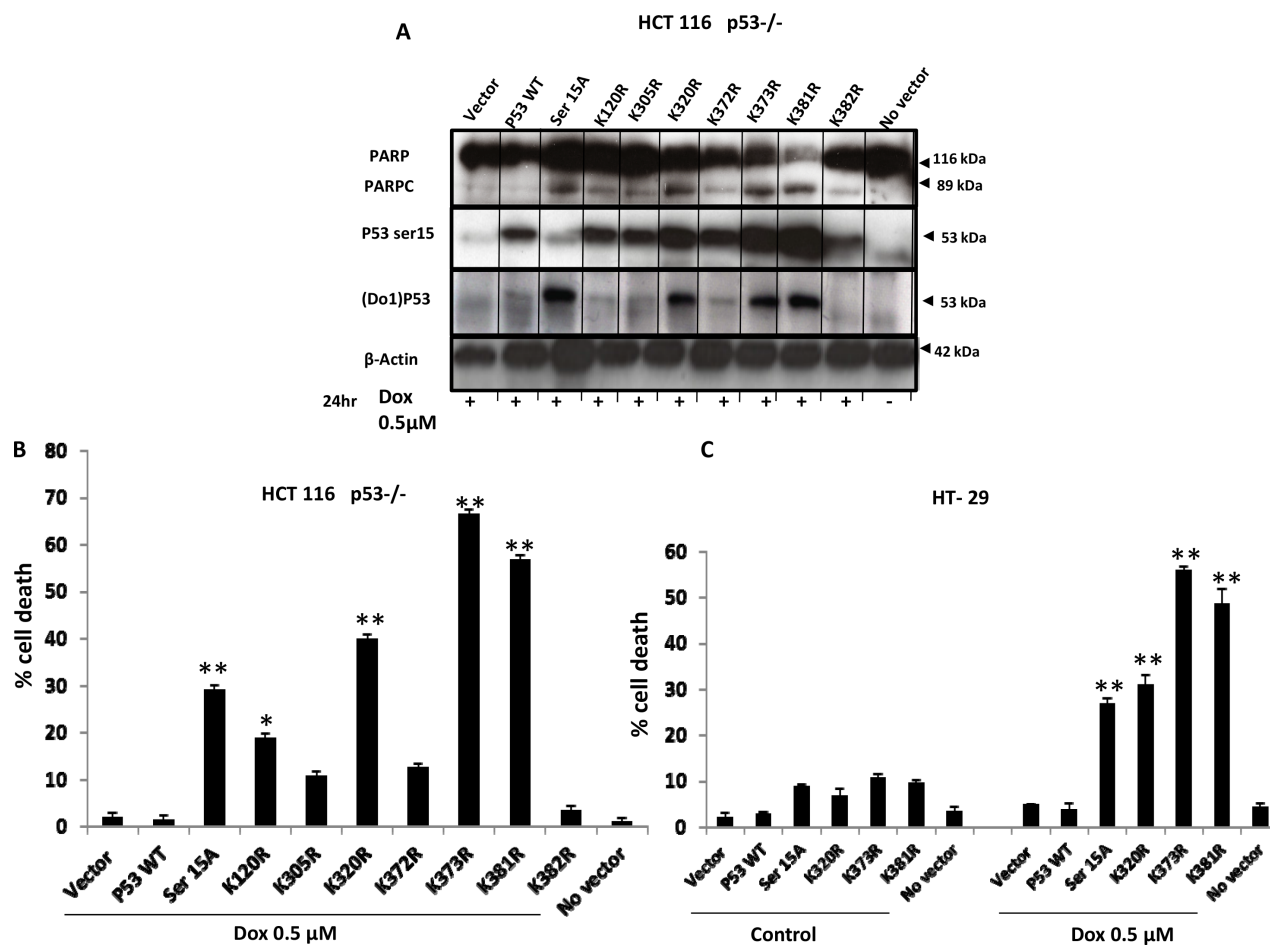 A
HCT 116 p53-/-
Vector P53 WT Ser 15A K120R K305R K320R K372R K373R K381R K382R No vector
PARP 116 kDa
PARPC 89 kDa
P53 ser15 53 kDa
(Do1)P53 53 kDa
β-Actin 42 kDa
24hr Dox + + + + + + + + + + -
0.5μM
B
HCT 116 p53-/-
% cell death
80
70
60
50
40
30
20
10
0
** * ** ** **
Vector P53 WT Ser 15A K120R K305R K320R K372R K373R K381R K382R No vector
Dox 0.5 μM
C
HT- 29
% cell death
60
50
40
30
20
10
0
** ** ** **
Vector P53 WT Ser 15A K320R K373R K381R No vector Vector P53 WT Ser 15A K320R K373R K381R No vector
Control Dox 0.5 μM